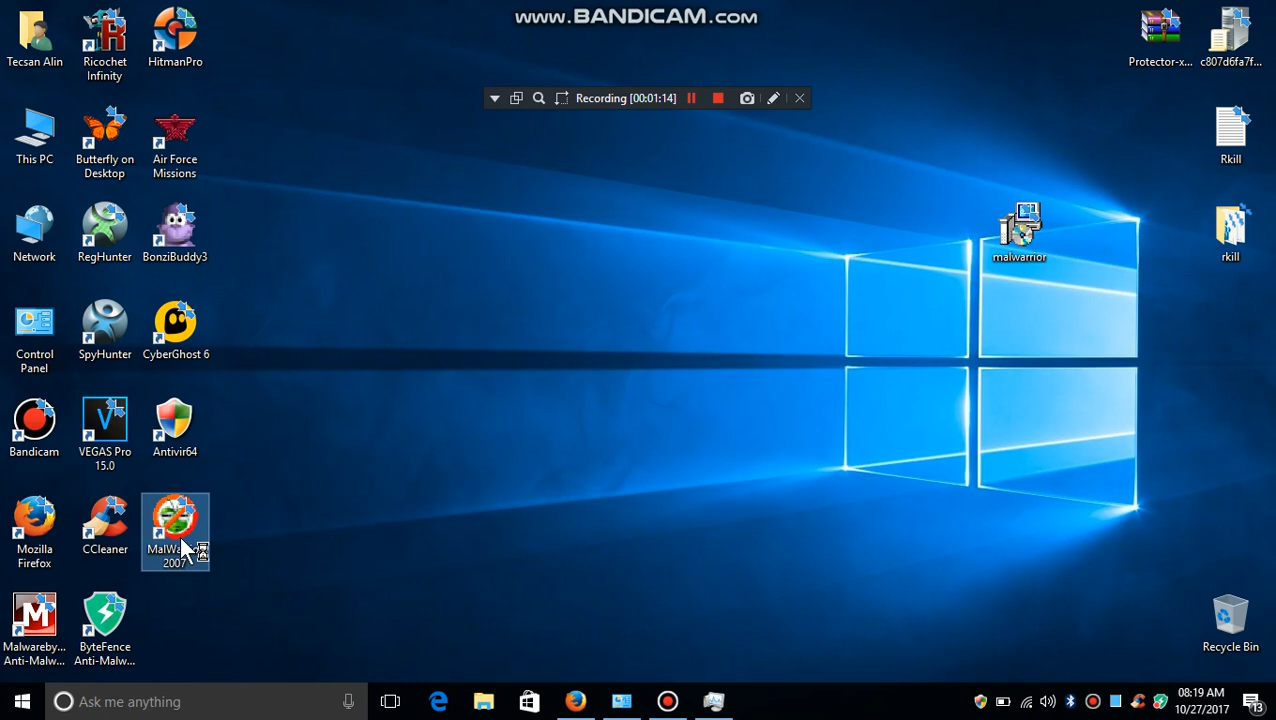 www.BANDICAM.com
Recording [00:01:14]
Tecsan Alin
Ricochet
Infinity
HitmanPro
Protector-x...
c807d6fa7f...
This PC
Butterfly on
Desktop
Air Force
Missions
Rkill
Network
RegHunter
BonziBuddy3
malwarrior
rkill
Control
Panel
SpyHunter
CyberGhost 6
Bandicam
VEGAS Pro
15.0
Antivir64
Mozilla
Firefox
CCleaner
2007
Malwareby...
Anti-Malw...
ByteFence
Anti-Malw...
Recycle Bin
Ask me anything
08:19 AM
10/27/2017
13